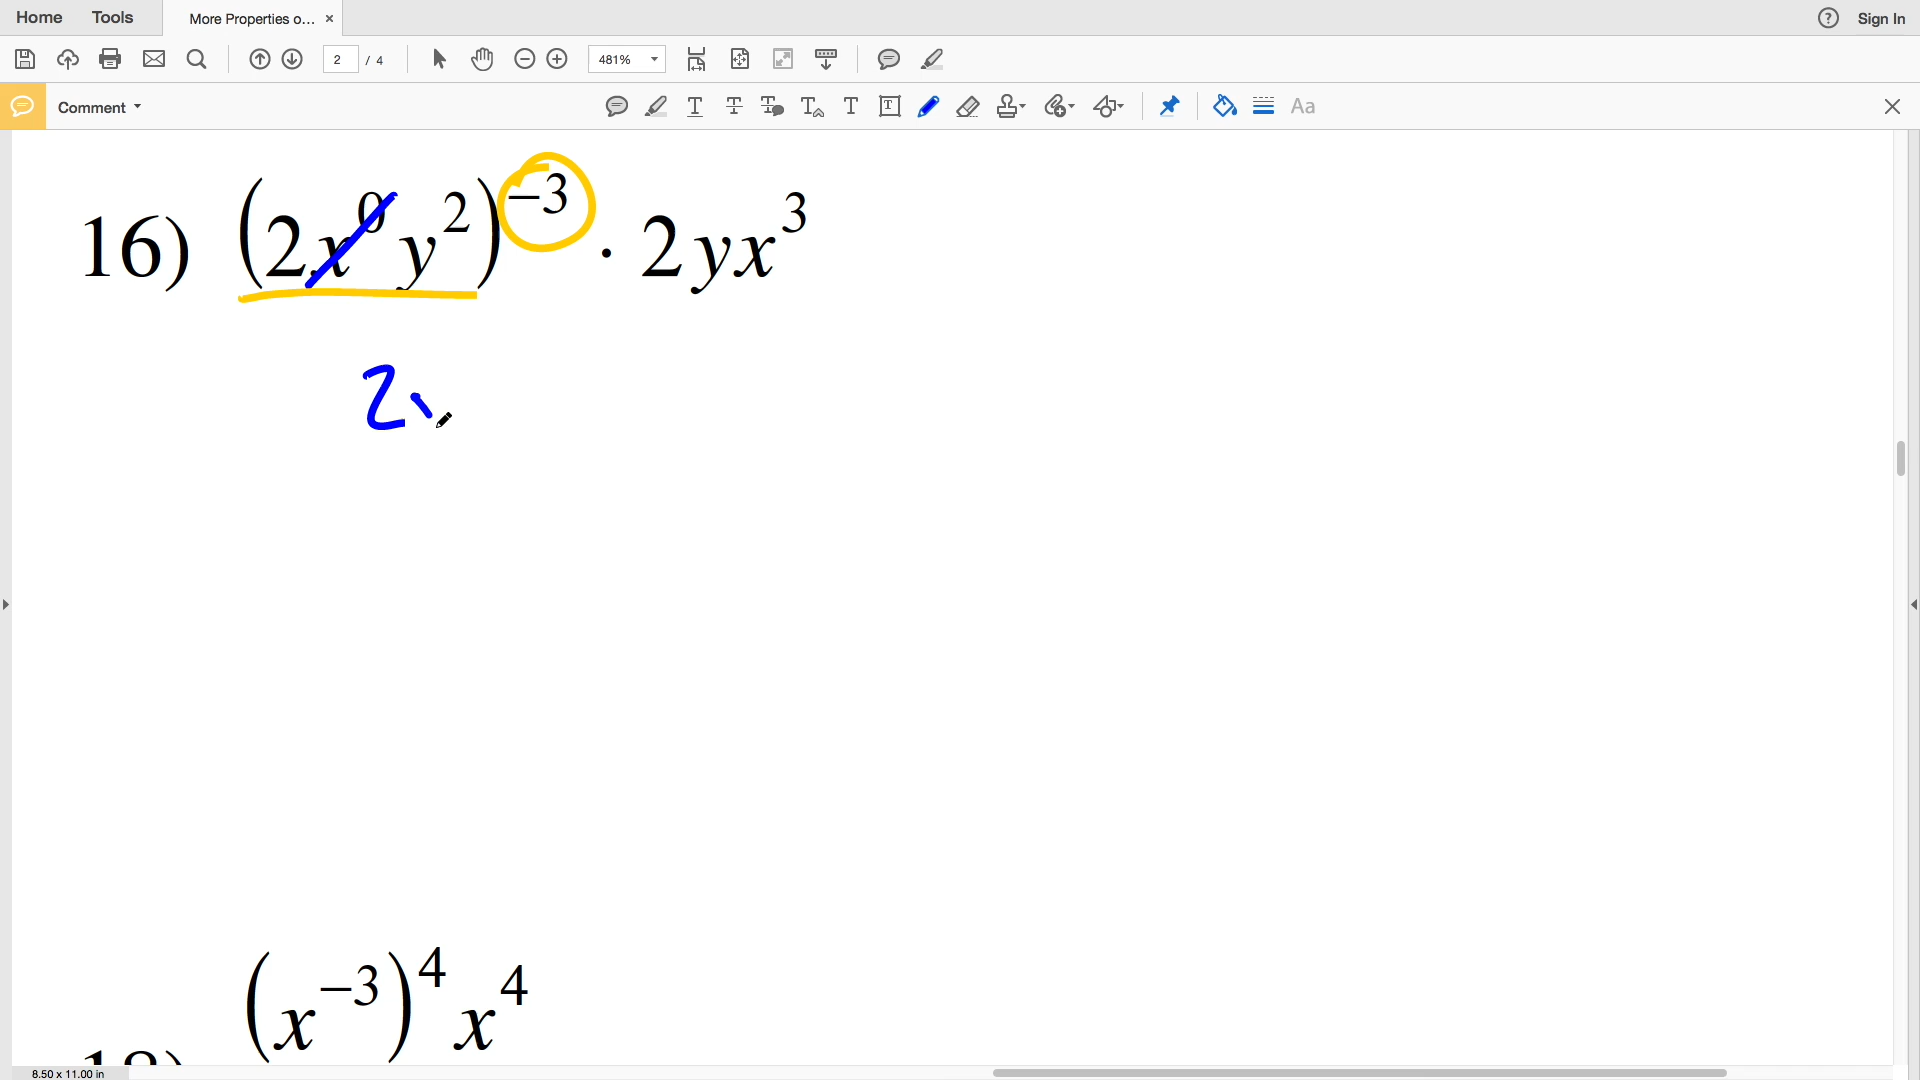 Home Tools More Properties o... × ? Sign In
2 / 4 481%
Comment Aa
16) (2x⁰y²)⁻³ · 2yx³
2
(x⁻³)⁴x⁴
8.50 x 11.00 in